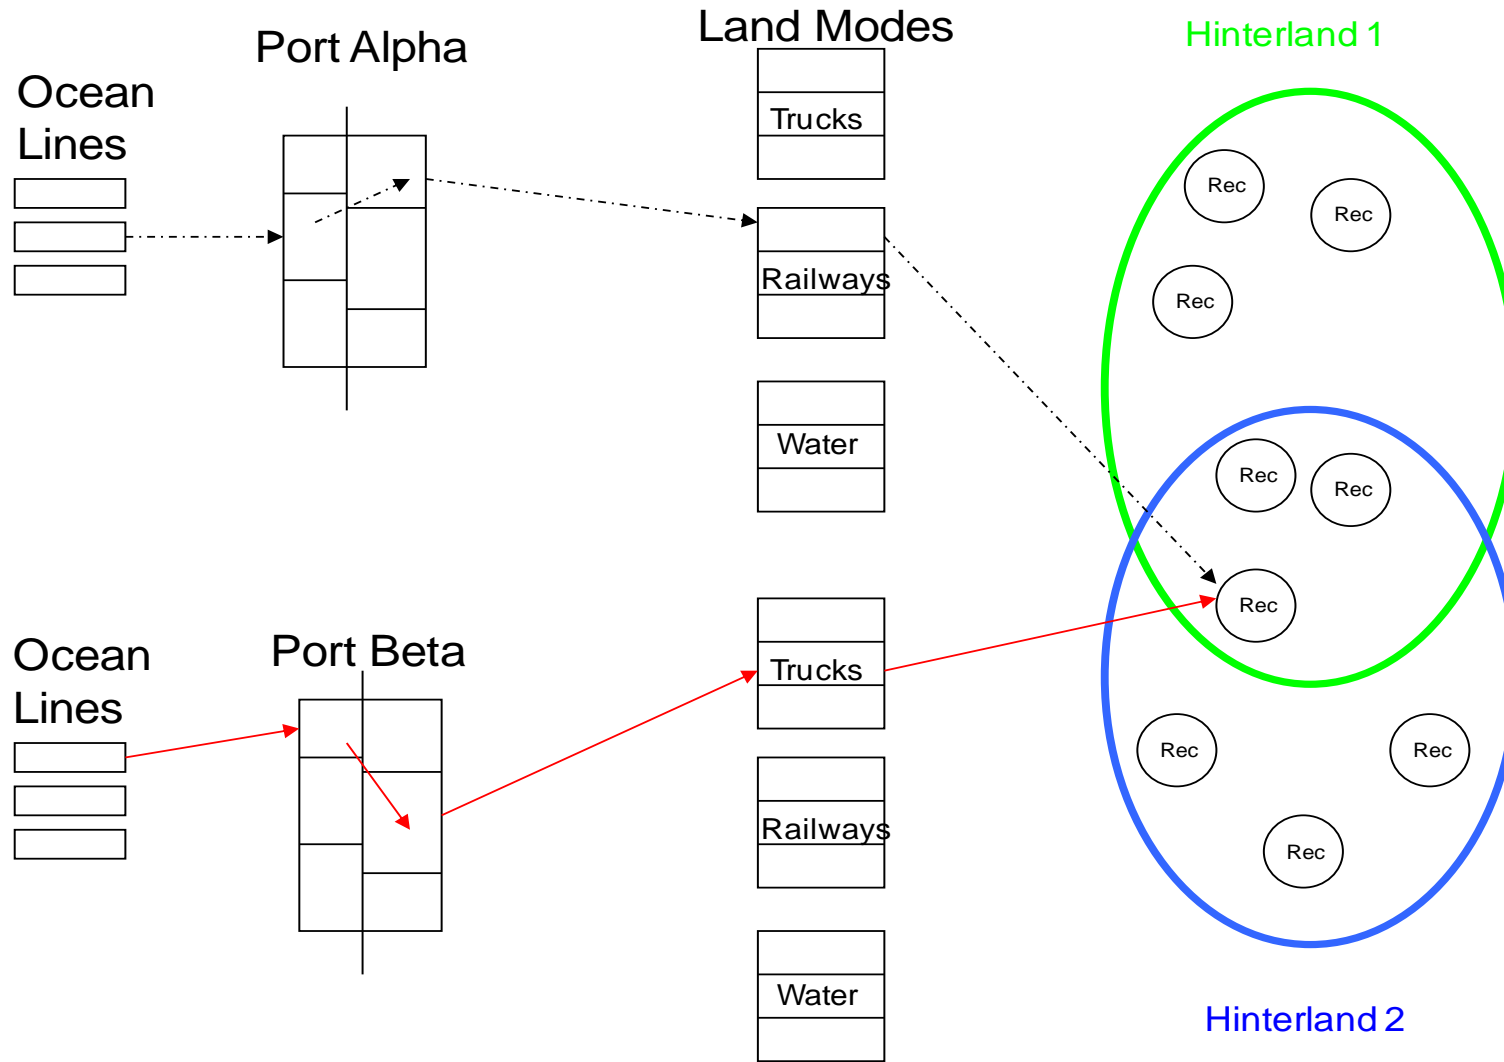 Land Modes
Hinterland 1
Port Alpha
Ocean
Lines
Trucks
Rec
Rec
Railways
Rec
Water
Rec
Rec
Rec
Ocean
Lines
Port Beta
Trucks
Rec
Rec
Railways
Rec
Water
Hinterland 2